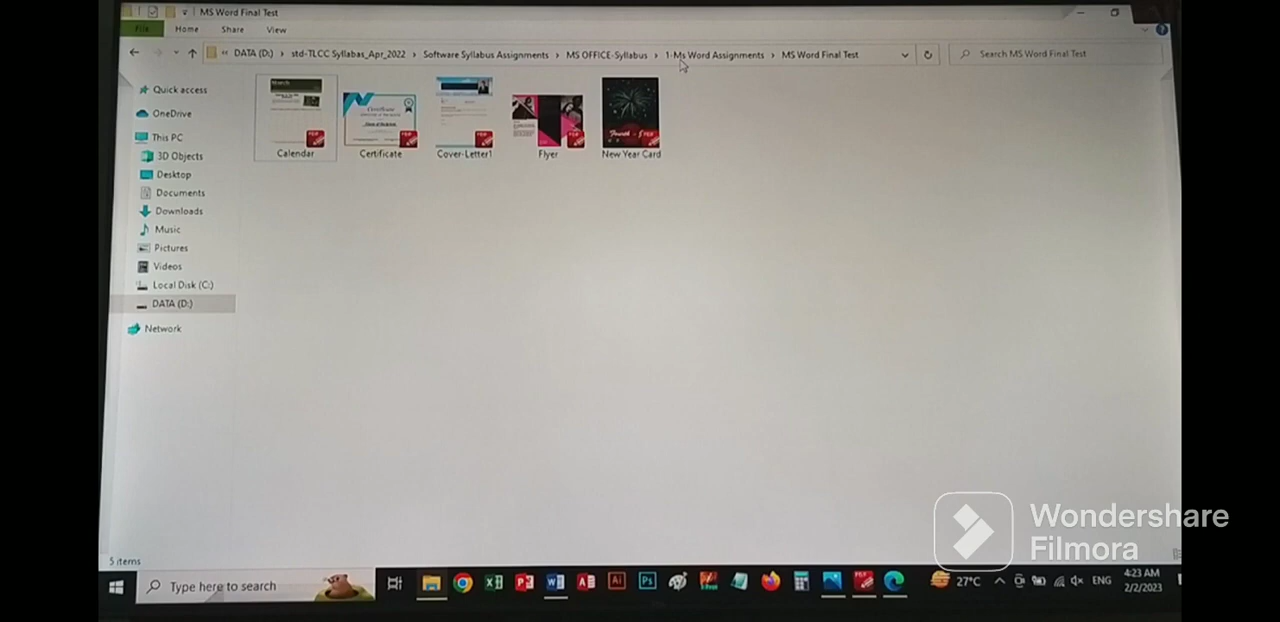 MS Word Final Test
File Home Share View
« DATA (D:) › std-TLCC Syllabas_Apr_2022 › Software Syllabus Assignments › MS OFFICE-Syllabus › 1-Ms Word Assignments › MS Word Final Test
Search MS Word Final Test
Quick access
OneDrive
This PC
3D Objects
Desktop
Documents
Downloads
Music
Pictures
Videos
Local Disk (C:)
DATA (D:)
Network
Calendar
Certificate
Cover-Letter1
Flyer
New Year Card
5 items
Wondershare
Filmora
Type here to search
27°C
ENG
4:23 AM
2/2/2023